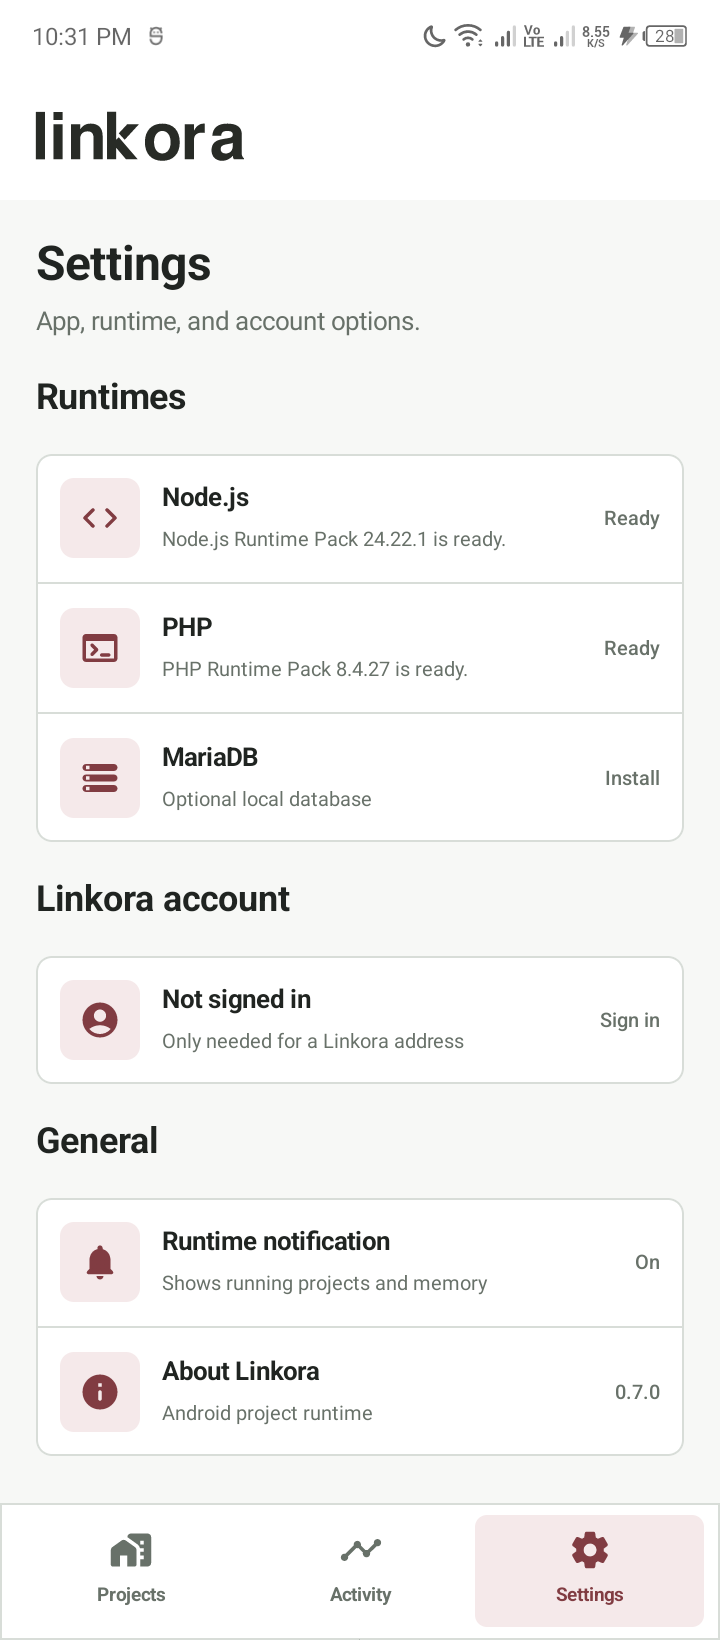 10:31 PM
Vo
LTE
8.55
K/S
28
linkora
Settings
App, runtime, and account options.
Runtimes
Node.js
Node.js Runtime Pack 24.22.1 is ready.
Ready
PHP
PHP Runtime Pack 8.4.27 is ready.
Ready
MariaDB
Optional local database
Install
Linkora account
Not signed in
Only needed for a Linkora address
Sign in
General
Runtime notification
Shows running projects and memory
On
About Linkora
Android project runtime
0.7.0
Projects
Activity
Settings